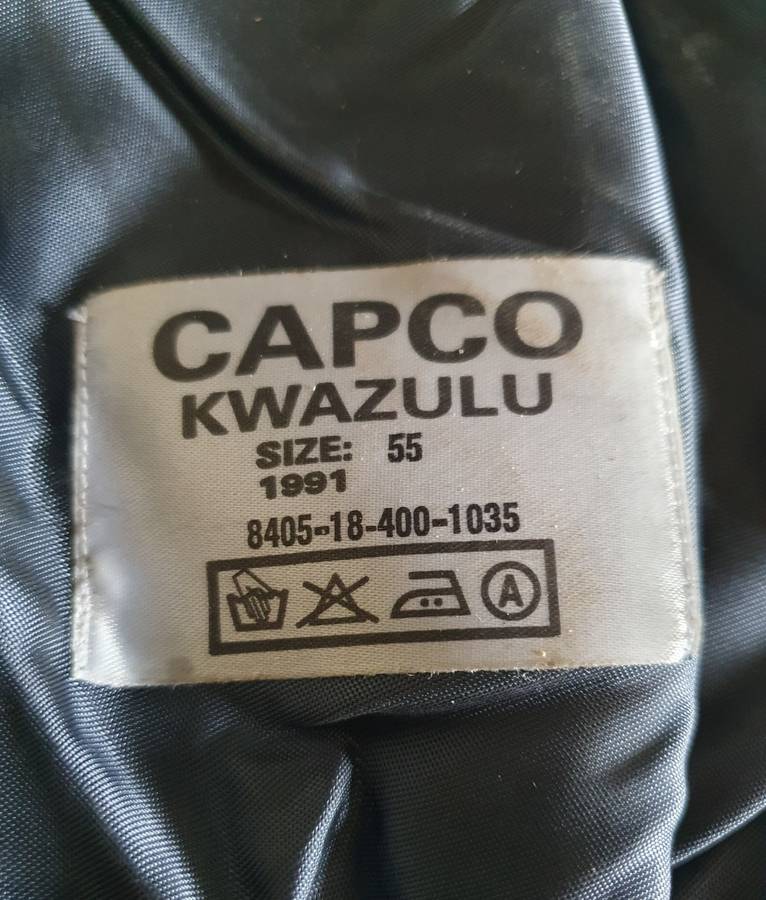 CAPCO
KWAZULU
SIZE: 55
1991
8405-18-400-1035
A